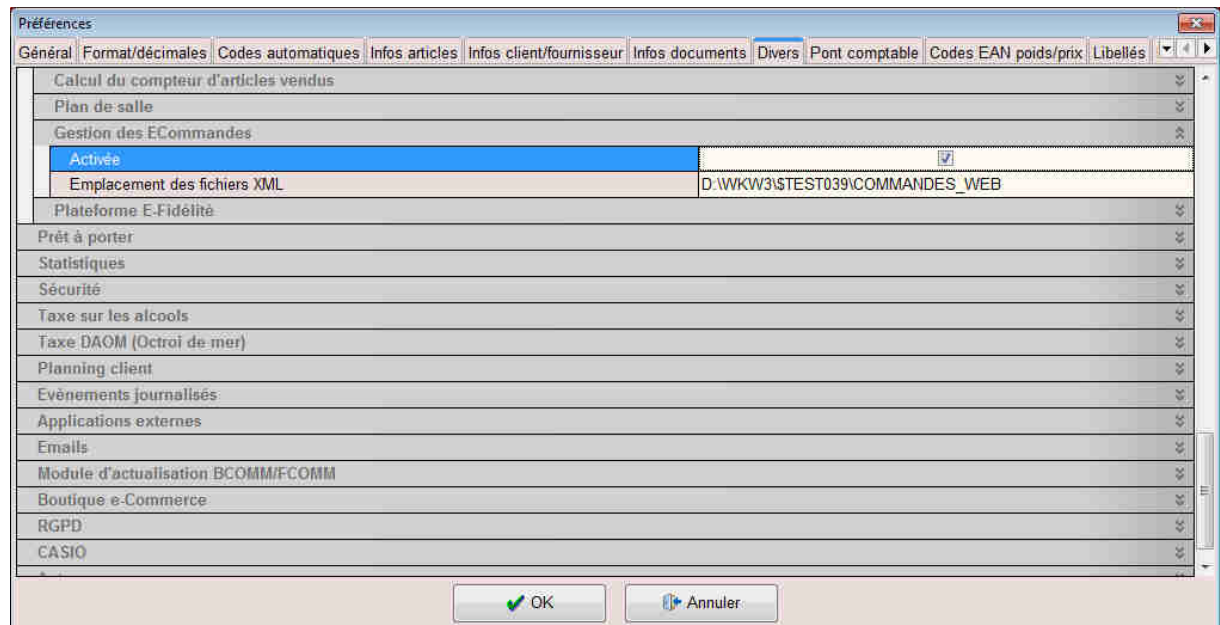 Préférences
Général Format/décimales Codes automatiques Infos articles Infos client/fournisseur Infos documents Divers Pont comptable Codes EAN poids/prix Libellés
Calcul du compteur d'articles vendus
Plan de salle
Gestion des ECommandes
Activée
Emplacement des fichiers XML D:\WKW3\$TEST039\COMMANDES_WEB
Plateforme E-Fidélité
Prêt à porter
Statistiques
Sécurité
Taxe sur les alcools
Taxe DAOM (Octroi de mer)
Planning client
Evènements journalisés
Applications externes
Emails
Module d'actualisation BCOMM/FCOMM
Boutique e-Commerce
RGPD
CASIO
OK Annuler